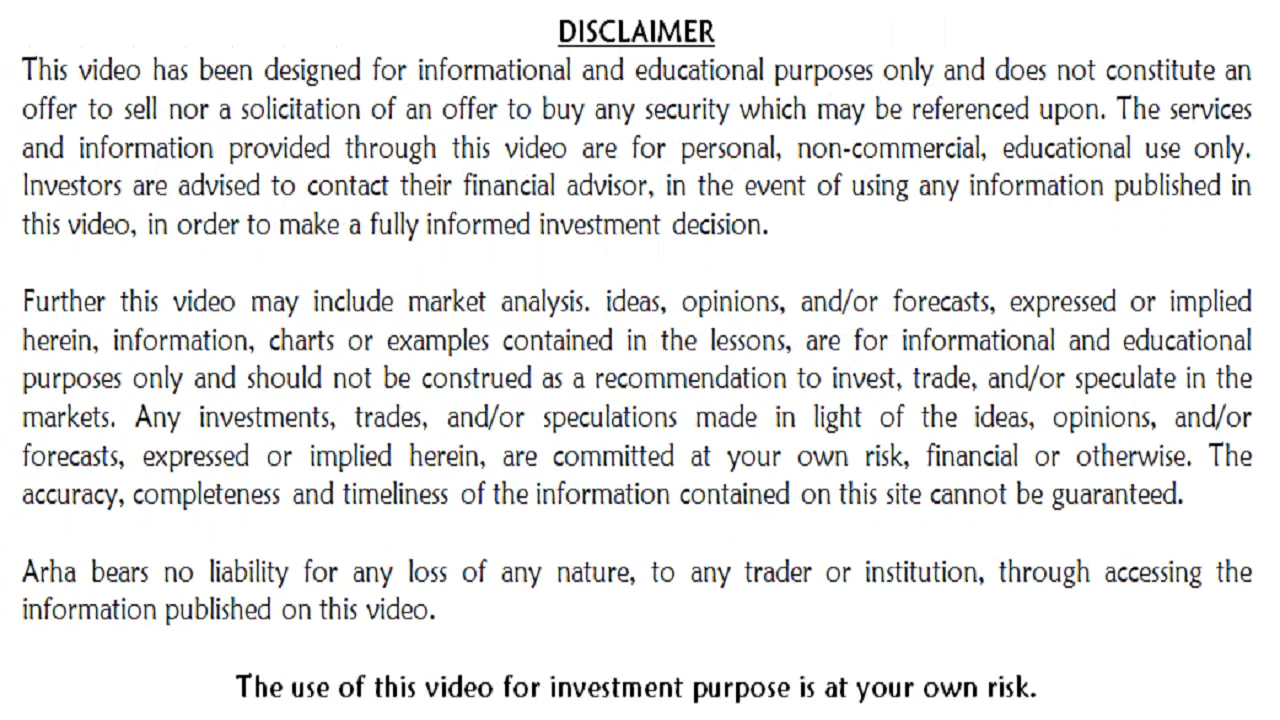 DISCLAIMER
This video has been designed for informational and educational purposes only and does not constitute an
offer to sell nor a solicitation of an offer to buy any security which may be referenced upon. The services
and information provided through this video are for personal, non-commercial, educational use only.
Investors are advised to contact their financial advisor, in the event of using any information published in
this video, in order to make a fully informed investment decision.
Further this video may include market analysis. ideas, opinions, and/or forecasts, expressed or implied
herein, information, charts or examples contained in the lessons, are for informational and educational
purposes only and should not be construed as a recommendation to invest, trade, and/or speculate in the
markets. Any investments, trades, and/or speculations made in light of the ideas, opinions, and/or
forecasts, expressed or implied herein, are committed at your own risk, financial or otherwise. The
accuracy, completeness and timeliness of the information contained on this site cannot be guaranteed.
Arha bears no liability for any loss of any nature, to any trader or institution, through accessing the
information published on this video.
The use of this video for investment purpose is at your own risk.